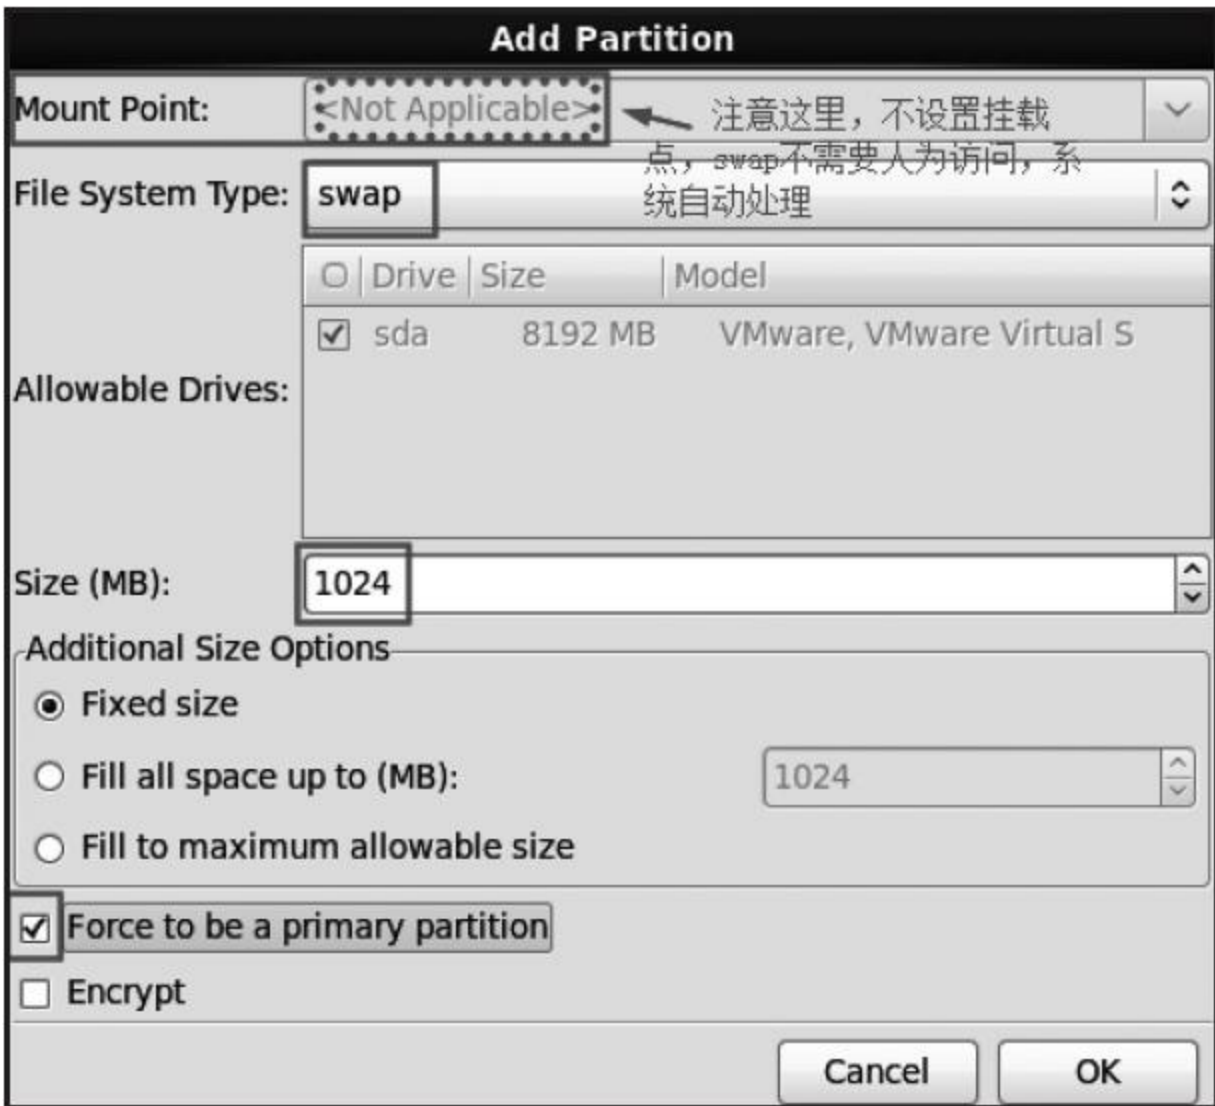 Add Partition
Mount Point: <Not Applicable> 注意这里，不设置挂载
点，swap不需要人为访问，系
File System Type: swap 统自动处理
Drive Size Model
sda 8192 MB VMware, VMware Virtual S
Allowable Drives:
Size (MB): 1024
Additional Size Options
Fixed size
Fill all space up to (MB): 1024
Fill to maximum allowable size
Force to be a primary partition
Encrypt
Cancel OK